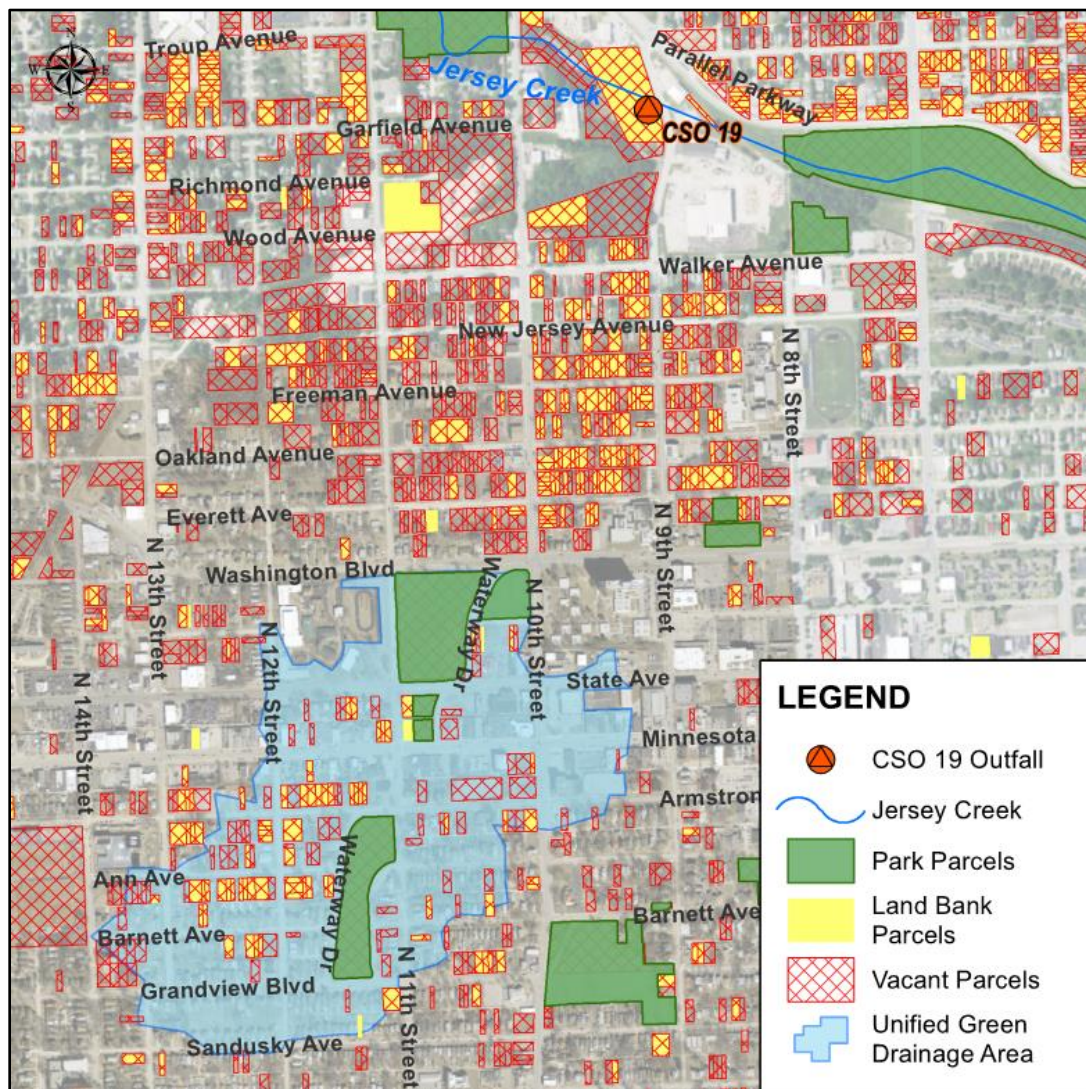 Troup Avenue
N
W
E
S
Jersey Creek
Parallel Parkway
CSO 19
Garfield Avenue
Richmond Avenue
Wood Avenue
Walker Avenue
New Jersey Avenue
N 8th Street
Freeman Avenue
Oakland Avenue
Everett Ave
N 9th Street
N 13th Street
Washington Blvd
Waterway Dr
N 10th Street
N 12th Street
State Ave
N 14th Street
Minnesota
Armstron
Waterway Dr
Ann Ave
Barnett Ave
Barnett Ave
N 11th Street
Grandview Blvd
Sandusky Ave
LEGEND
CSO 19 Outfall
Jersey Creek
Park Parcels
Land Bank
Parcels
Vacant Parcels
Unified Green
Drainage Area